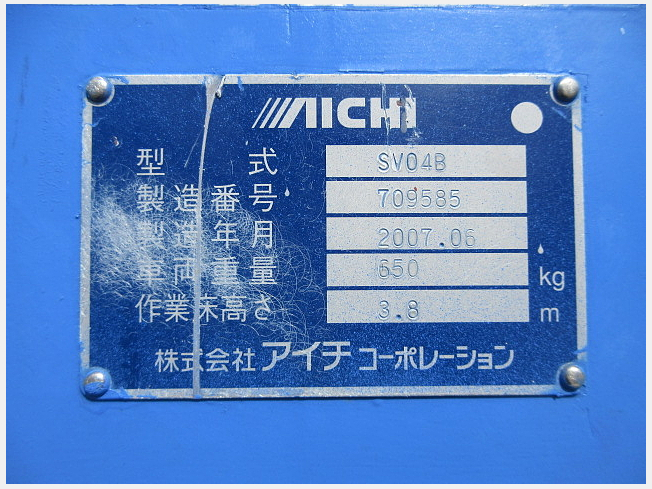 AICHI
型式 SV04B
製造番号 709585
製造年月 2007.06
車両重量 650 kg
作業床高さ 3.8 m
株式会社 アイチ コーポレーション